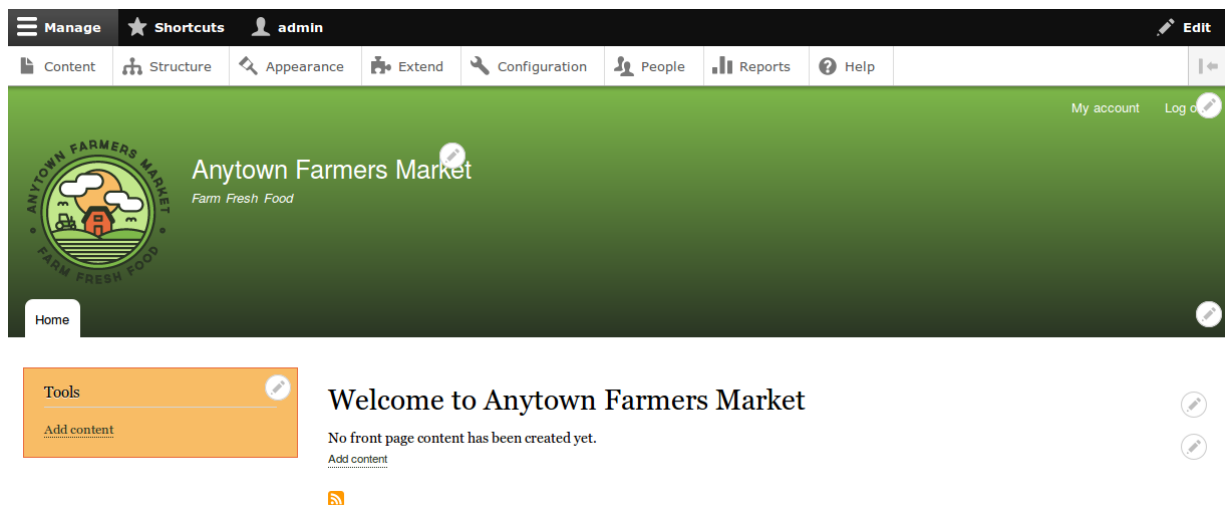 Manage Shortcuts admin Edit
Content Structure Appearance Extend Configuration People Reports Help
My account Log o
ANYTOWN FARMERS MARKET
FARM FRESH FOOD
Anytown Farmers Market
Farm Fresh Food
Home
Tools
Add content
Welcome to Anytown Farmers Market
No front page content has been created yet.
Add content